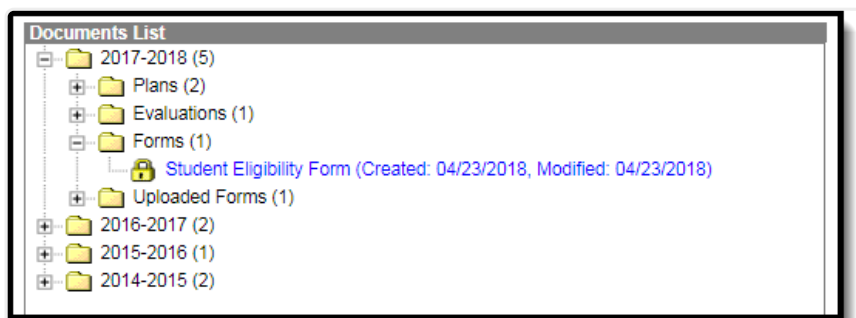 Documents List
2017-2018 (5)
Plans (2)
Evaluations (1)
Forms (1)
Student Eligibility Form (Created: 04/23/2018, Modified: 04/23/2018)
Uploaded Forms (1)
2016-2017 (2)
2015-2016 (1)
2014-2015 (2)